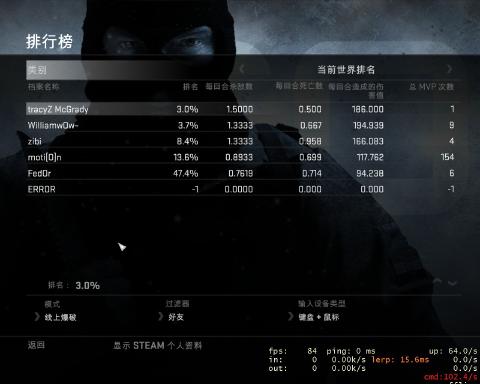 排行榜
类别 当前世界排名
档案名称 排名 每回合杀敌数 每回合死亡数 每回合造成的伤害值 总 MVP 次数
tracyZ McGrady 3.0% 1.5000 0.500 186.000 1
Williamw0w- 3.7% 1.3333 0.667 194.939 9
zibi 8.4% 1.3333 0.958 166.083 4
moti[0]n 13.6% 0.8933 0.699 117.762 154
Fed0r 47.4% 0.7619 0.714 94.238 6
ERROR -1 0.0000 0.000 0.000 -1
排名： 3.0%
模式 过滤器 输入设备类型
线上爆破 好友 键盘 + 鼠标
返回 显示 STEAM 个人资料
fps: 84 ping: 0 ms up: 64.0/s
in: 0 0.00k/s lerp: 15.6ms 0.0/s
out: 0 0.00k/s 0.0/s
cmd:102.4/s